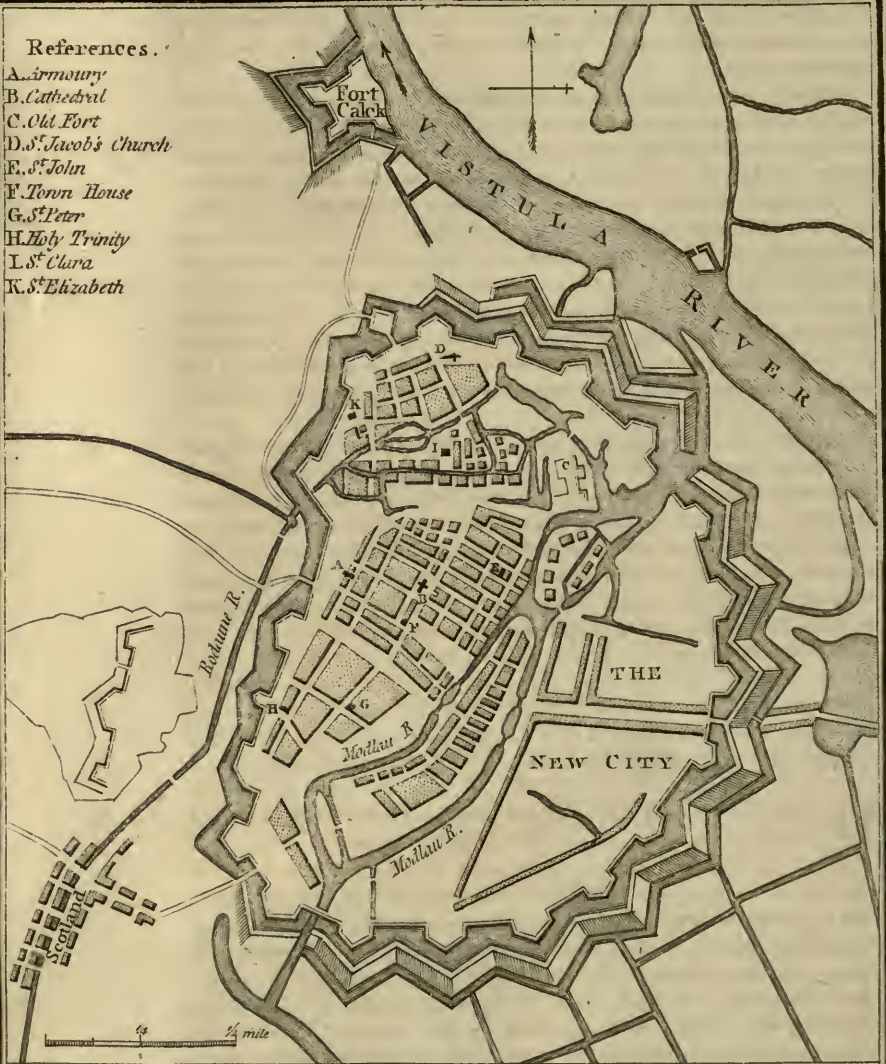 References.
A. Armoury
B. Cathedral
C. Old Fort
D. St. Jacob's Church
E. St. John
F. Town House
G. St. Peter
H. Holy Trinity
I. St. Clara
K. St. Elizabeth
Fort
Calck
VISTULA RIVER
D
K
I
C
A
B
E
F
H
G
Rodaune R.
Modlau R
Modlau R.
THE
NEW CITY
Scotland
1/4
1/2 mile